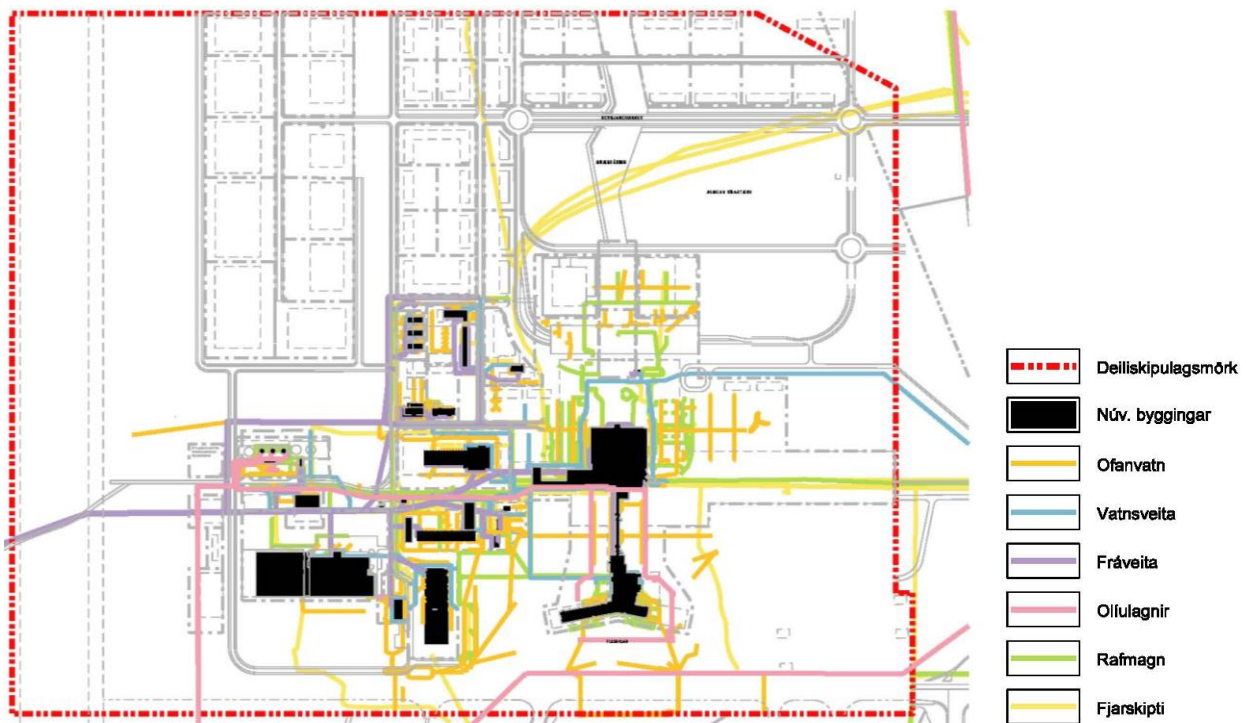 Deiliskipulagsmörk
Núv. byggingar
Ofanvatn
Vatnsveita
Fráveita
Olíulagnir
Rafmagn
Fjarskipti